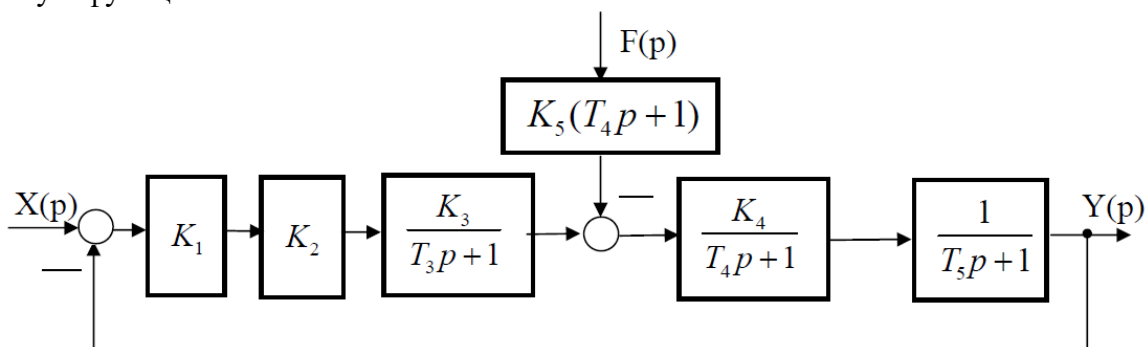 F(p)
K₅(T₄p + 1)
—
X(p)
—
K₁
K₂
K₃
T₃p + 1
K₄
T₄p + 1
1
T₅p + 1
Y(p)